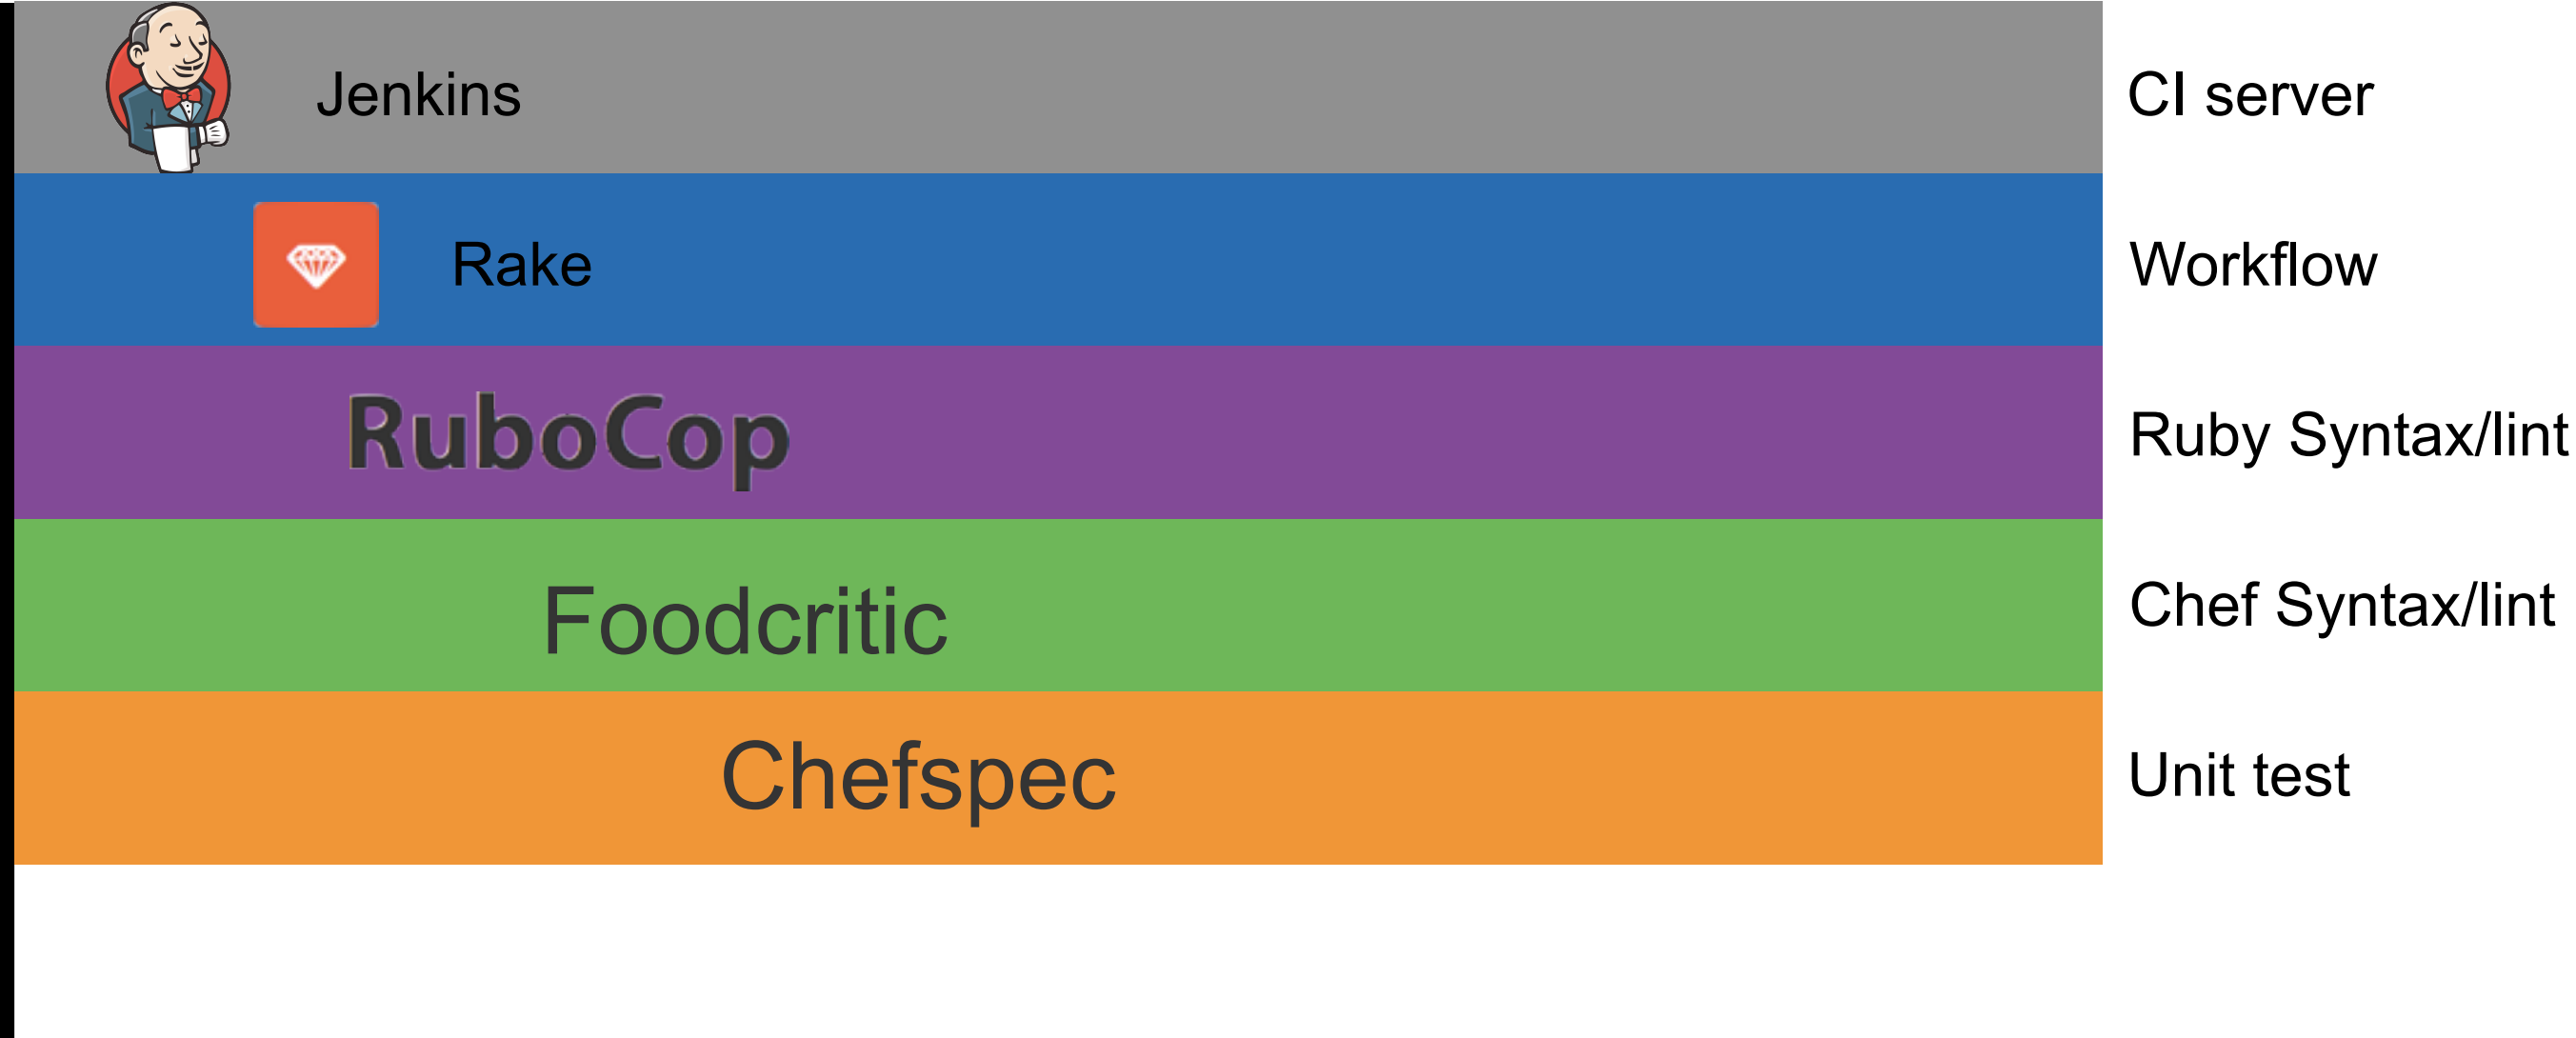 Jenkins
CI server
Rake
Workflow
RuboCop
Ruby Syntax/lint
Foodcritic
Chef Syntax/lint
Chefspec
Unit test